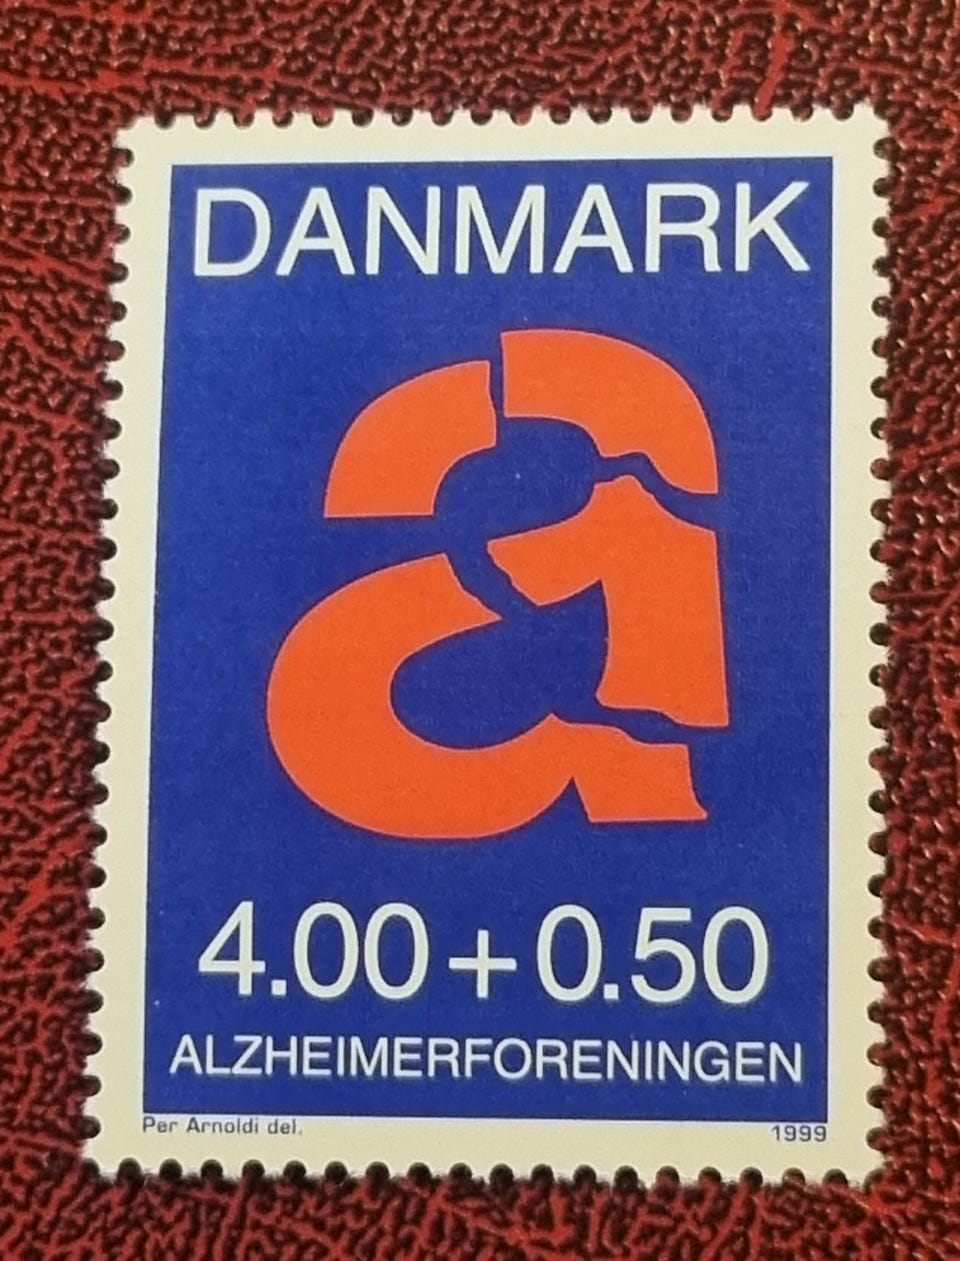 DANMARK
a
4.00+0.50
ALZHEIMERFORENINGEN
Per Arnoldi del. 1999